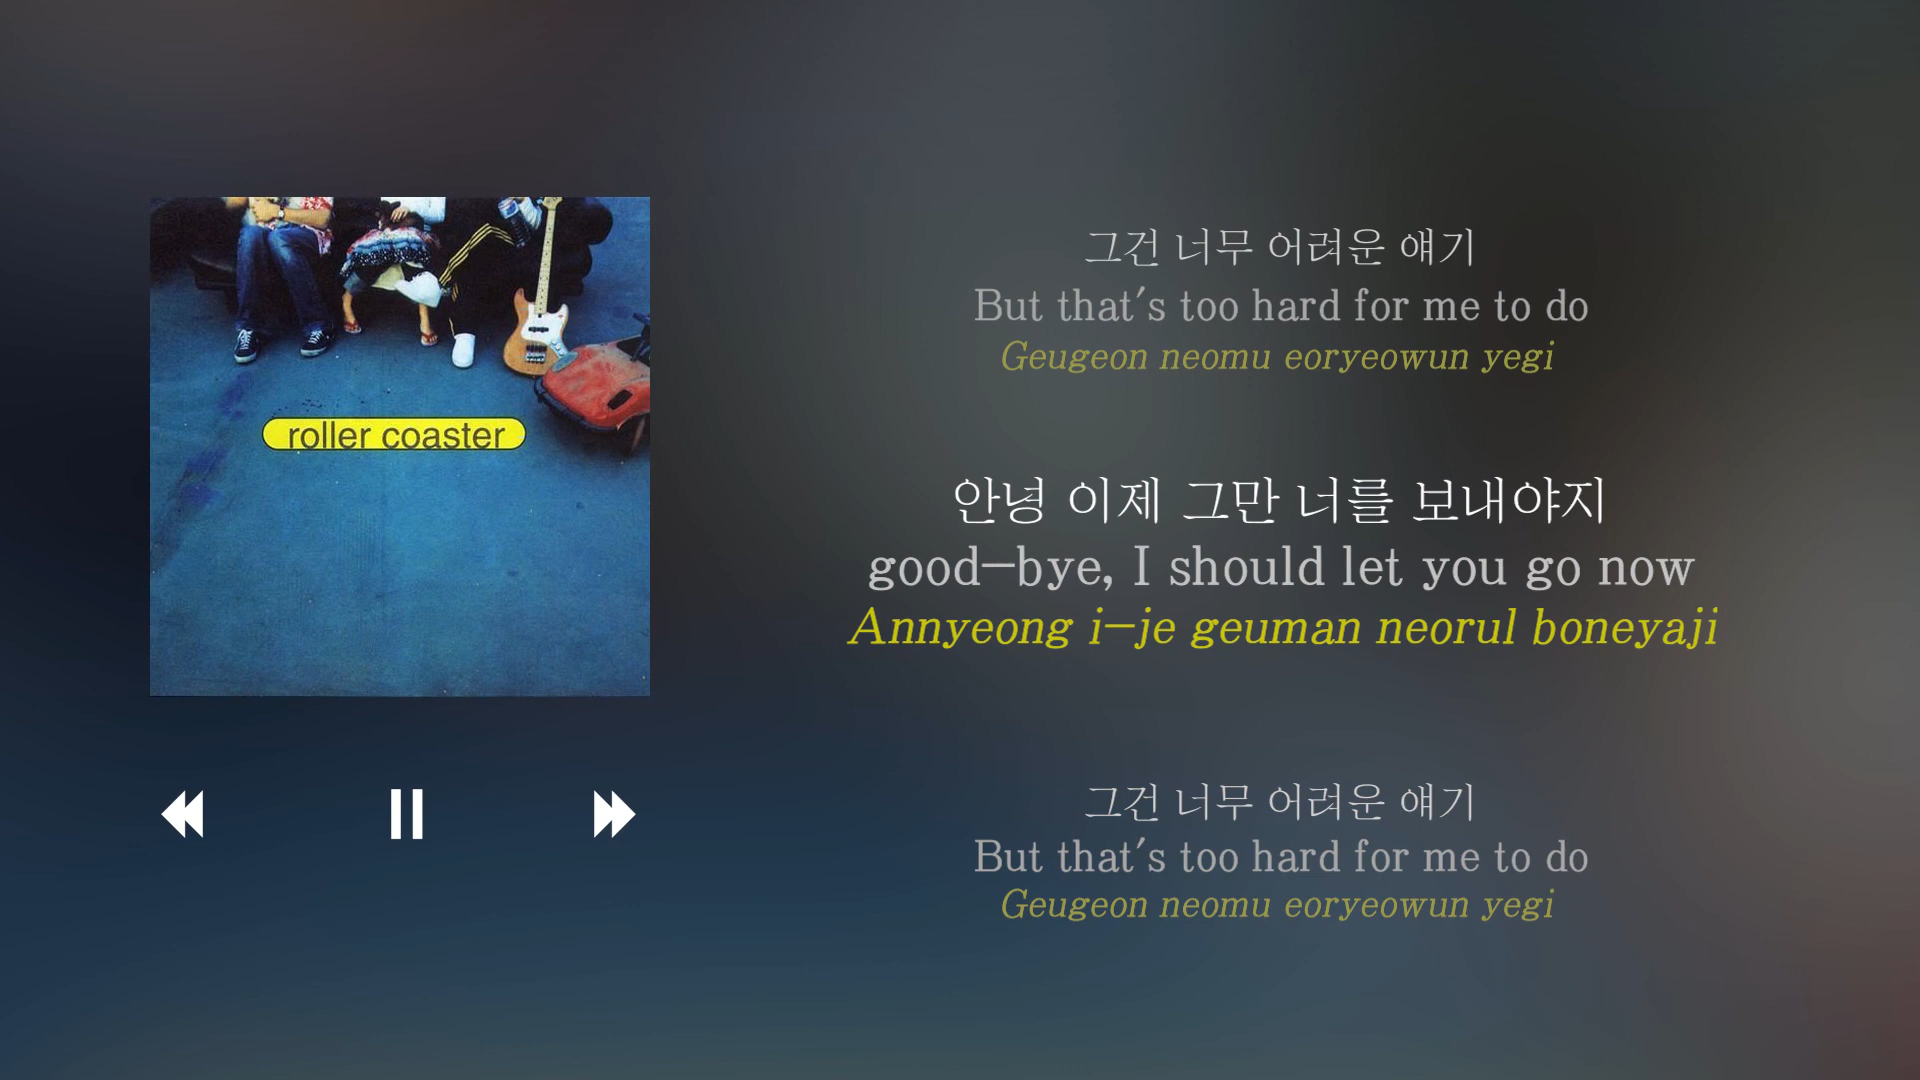 roller coaster
그건 너무 어려운 얘기
But that's too hard for me to do
Geugeon neomu eoryeowun yegi
안녕 이제 그만 너를 보내야지
good-bye, I should let you go now
Annyeong i-je geuman neorul boneyaji
그건 너무 어려운 얘기
But that's too hard for me to do
Geugeon neomu eoryeowun yegi